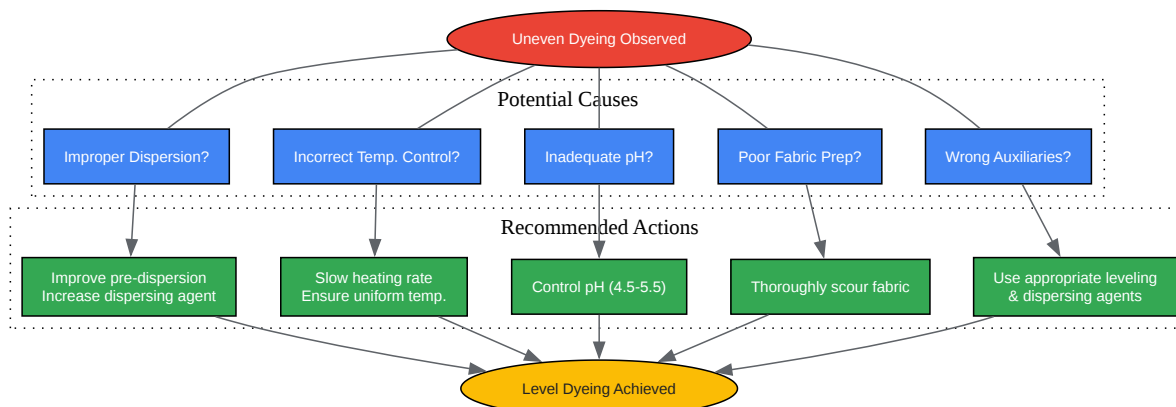 Uneven Dyeing Observed
Potential Causes
Improper Dispersion?
Incorrect Temp. Control?
Inadequate pH?
Poor Fabric Prep?
Wrong Auxiliaries?
Recommended Actions
Improve pre-dispersion
Increase dispersing agent
Slow heating rate
Ensure uniform temp.
Control pH (4.5-5.5)
Thoroughly scour fabric
Use appropriate leveling
& dispersing agents
Level Dyeing Achieved